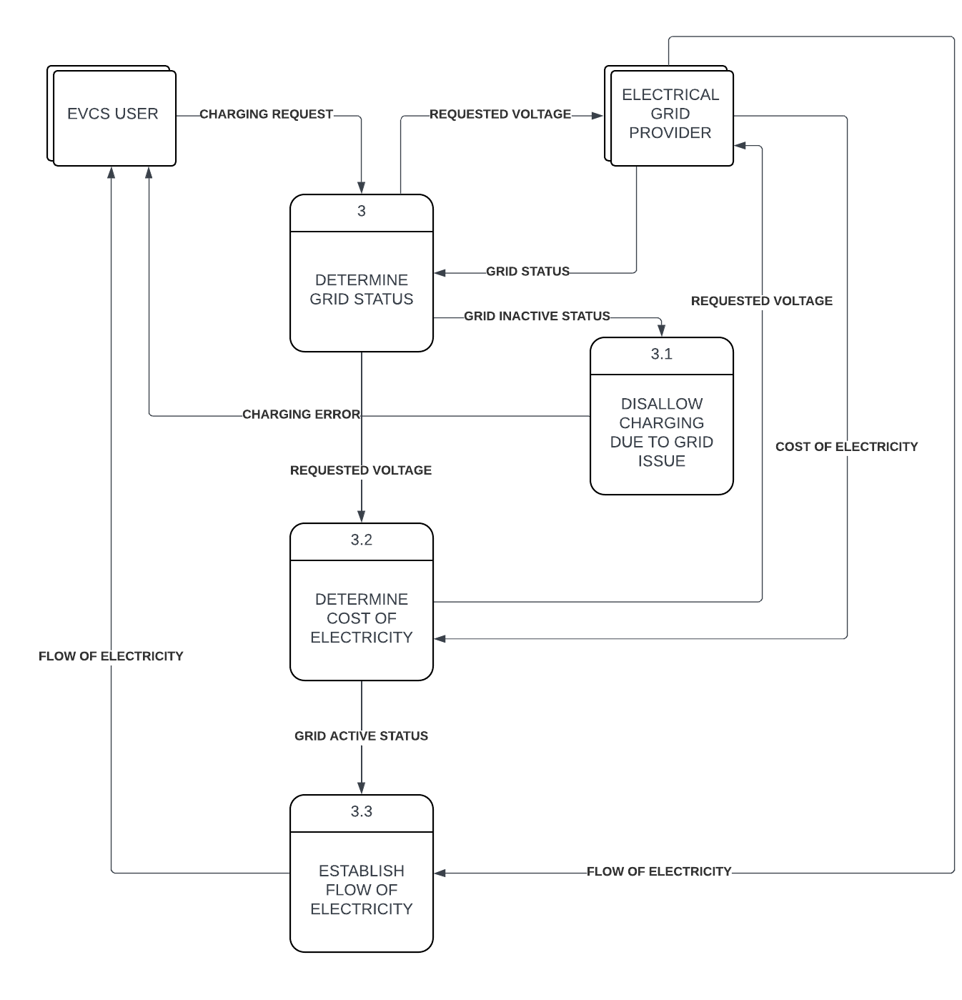 EVCS USER
CHARGING REQUEST
REQUESTED VOLTAGE
ELECTRICAL
GRID
PROVIDER
3
DETERMINE
GRID STATUS
GRID STATUS
GRID INACTIVE STATUS
REQUESTED VOLTAGE
3.1
DISALLOW
CHARGING
DUE TO GRID
ISSUE
CHARGING ERROR
COST OF ELECTRICITY
REQUESTED VOLTAGE
3.2
DETERMINE
COST OF
ELECTRICITY
FLOW OF ELECTRICITY
GRID ACTIVE STATUS
3.3
ESTABLISH
FLOW OF
ELECTRICITY
FLOW OF ELECTRICITY